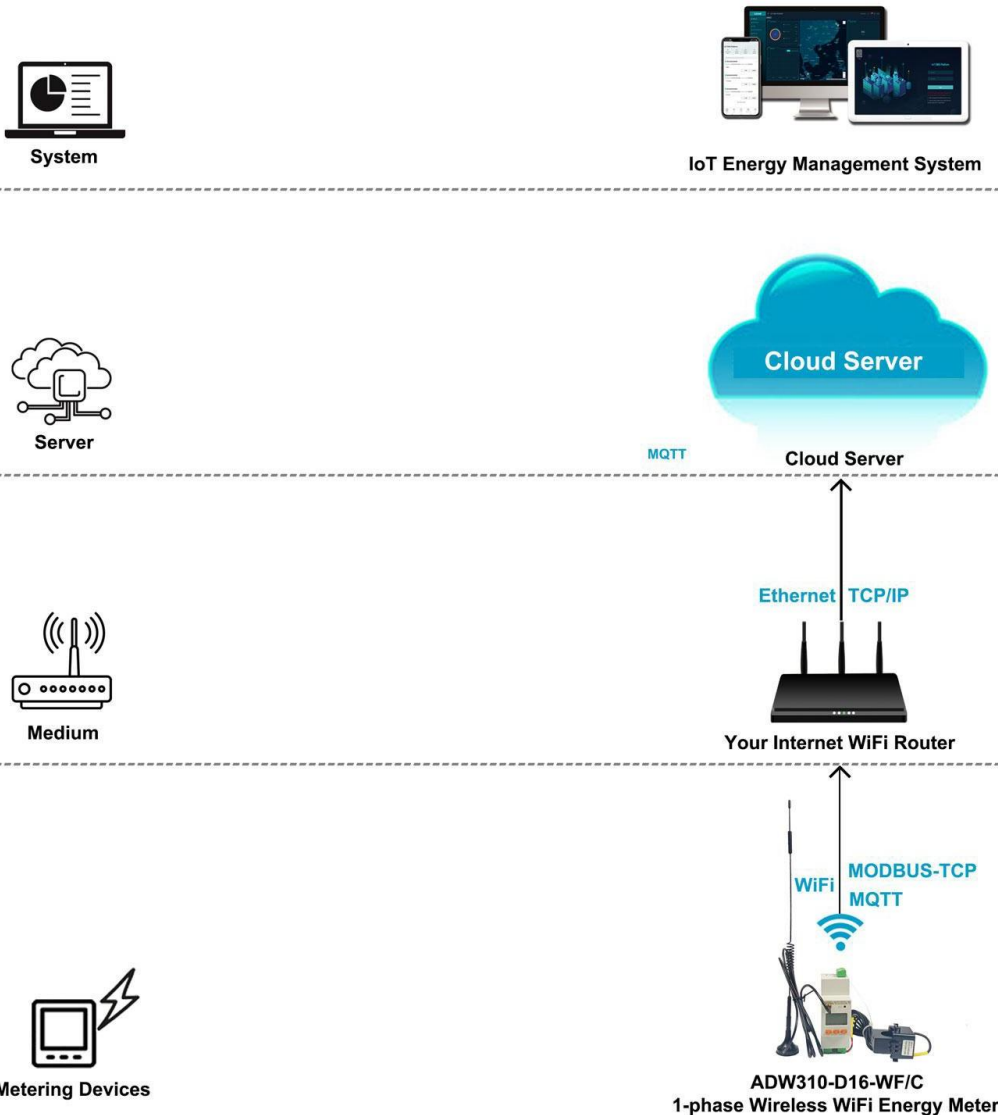 System
IoT Energy Management System
Cloud Server
Server
MQTT
Cloud Server
Ethernet TCP/IP
Medium
Your Internet WiFi Router
WiFi
MODBUS-TCP
MQTT
Metering Devices
ADW310-D16-WF/C
1-phase Wireless WiFi Energy Meter